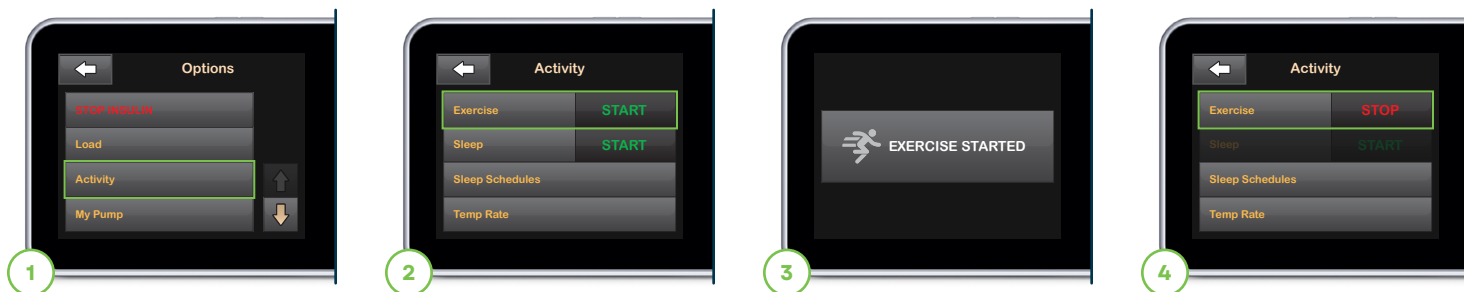 Options
STOP INSULIN
Load
Activity
My Pump
1
Activity
Exercise START
Sleep START
Sleep Schedules
Temp Rate
2
EXERCISE STARTED
3
Activity
Exercise STOP
Sleep START
Sleep Schedules
Temp Rate
4